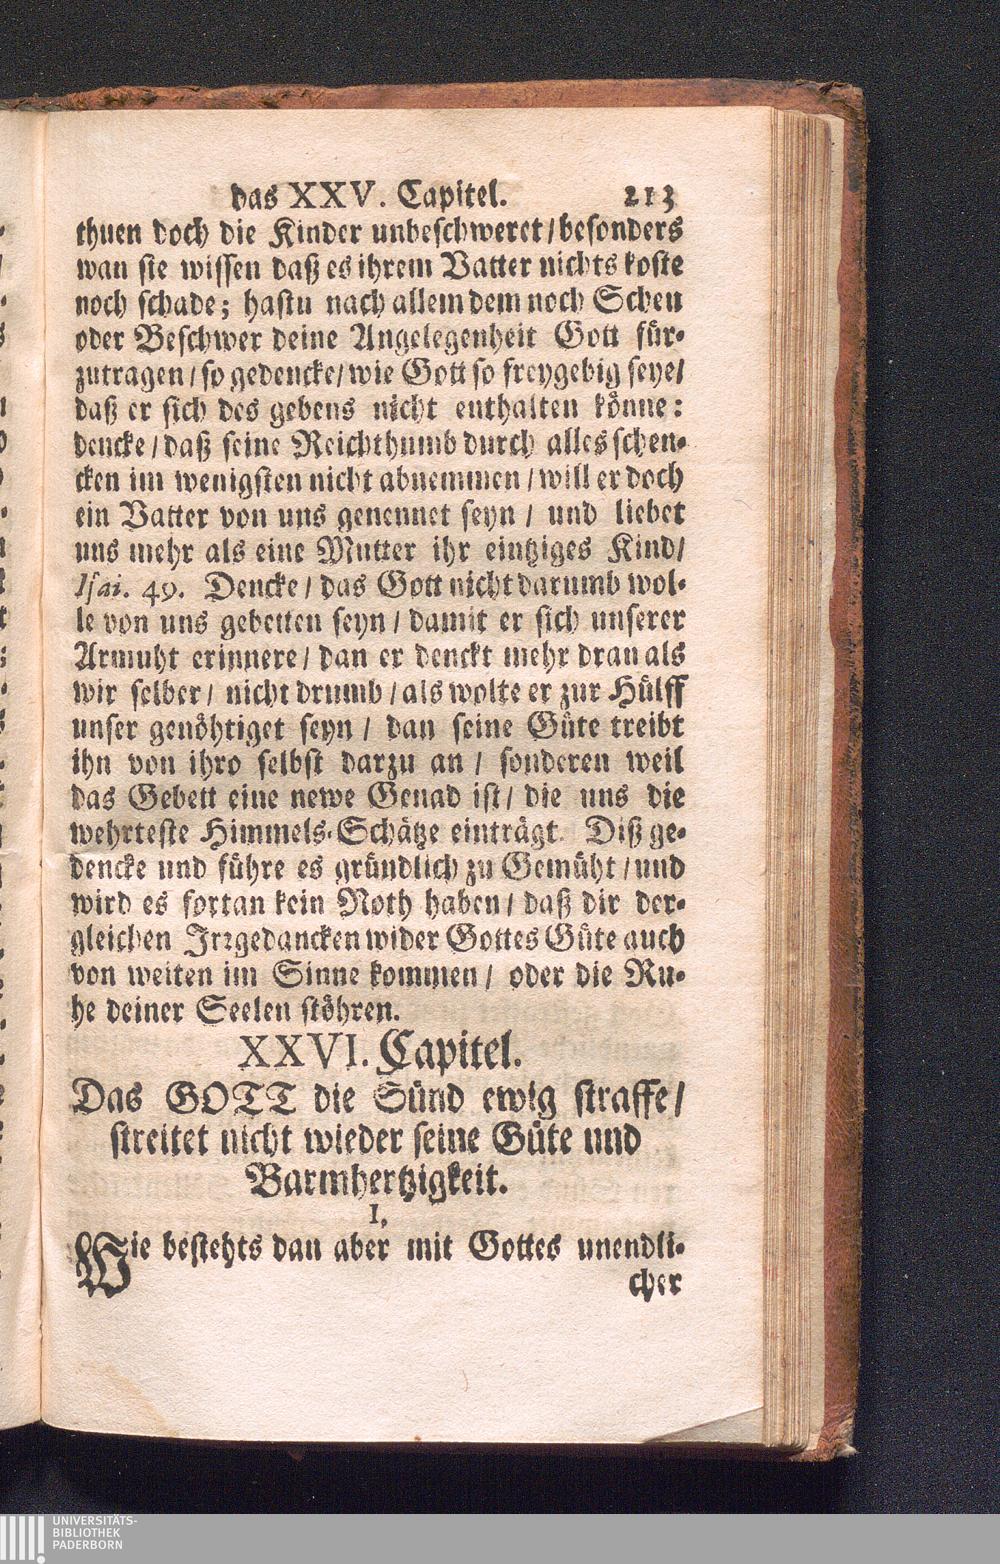 das XXV. Capitel. 213
thuen doch die Kinder unbeschweret/besonders
wan sie wissen daß es ihrem Vatter nichts koste
noch schade; hastu nach allem dem noch Scheu
oder Beschwer deine Angelegenheit Gott für-
zutragen/so gedencke/wie Gott so freygebig seye/
daß er sich des gebens nicht enthalten könne:
dencke/daß seine Reichthumb durch alles schen-
cken im wenigsten nicht abnemmen/will er doch
ein Vatter von uns genennet seyn/ und liebet
uns mehr als eine Mutter ihr eintziges Kind/
Isai. 49. Dencke/das Gott nicht darumb wol-
le von uns gebetten seyn/damit er sich unserer
Armuht erinnere/dan er denckt mehr dran als
wir selber/ nicht drumb/als wolte er zur Hülff
unser genöhtiget seyn/ dan seine Güte treibt
ihn von ihro selbst darzu an/ sonderen weil
das Gebett eine newe Genad ist/ die uns die
wehrteste Himmels-Schätze einträgt. Diß ge-
dencke und führe es gründlich zu Gemüht/und
wird es fortan kein Noth haben/ daß dir der-
gleichen Irrgedancken wider Gottes Güte auch
von weiten im Sinne kommen/ oder die Ru-
he deiner Seelen stöhren.
XXVI. Capitel.
Das GOTT die Sünd ewig straffe/
streitet nicht wieder seine Güte und
Barmhertzigkeit.
I.
Wie bestehts dan aber mit Gottes unendli-
cher
UNIVERSITÄTS-
BIBLIOTHEK
PADERBORN